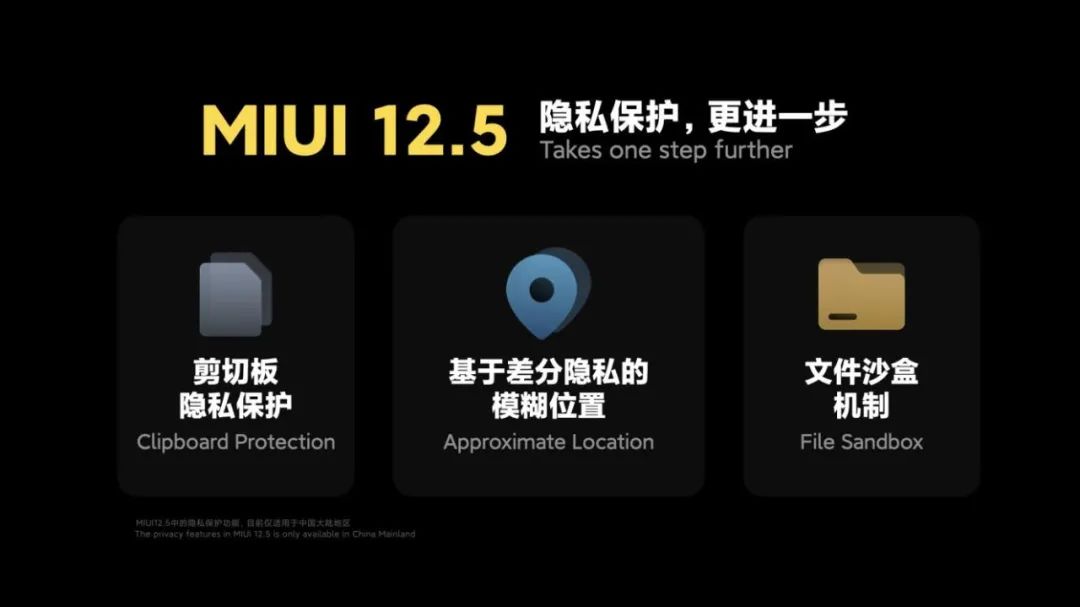 MIUI 12.5
隐私保护，更进一步
Takes one step further
剪切板
隐私保护
Clipboard Protection
基于差分隐私的
模糊位置
Approximate Location
文件沙盒
机制
File Sandbox
MIUI12.5中的隐私保护功能，目前仅适用于中国大陆地区
The privacy features in MIUI 12.5 is only available in China Mainland